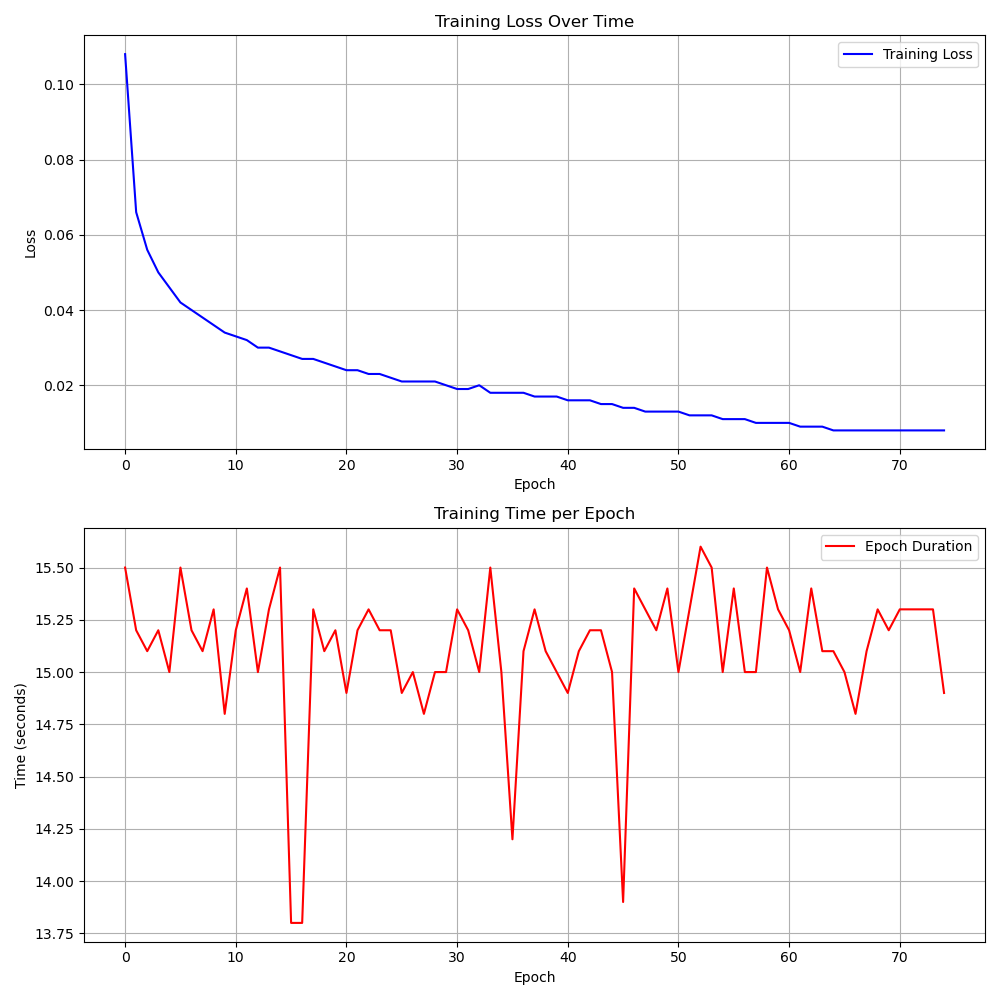 Training Loss Over Time
Training Loss
0.10
0.08
0.06
0.04
0.02
Loss
0 10 20 30 40 50 60 70
Epoch
Training Time per Epoch
Epoch Duration
15.50
15.25
15.00
14.75
14.50
14.25
14.00
13.75
Time (seconds)
0 10 20 30 40 50 60 70
Epoch